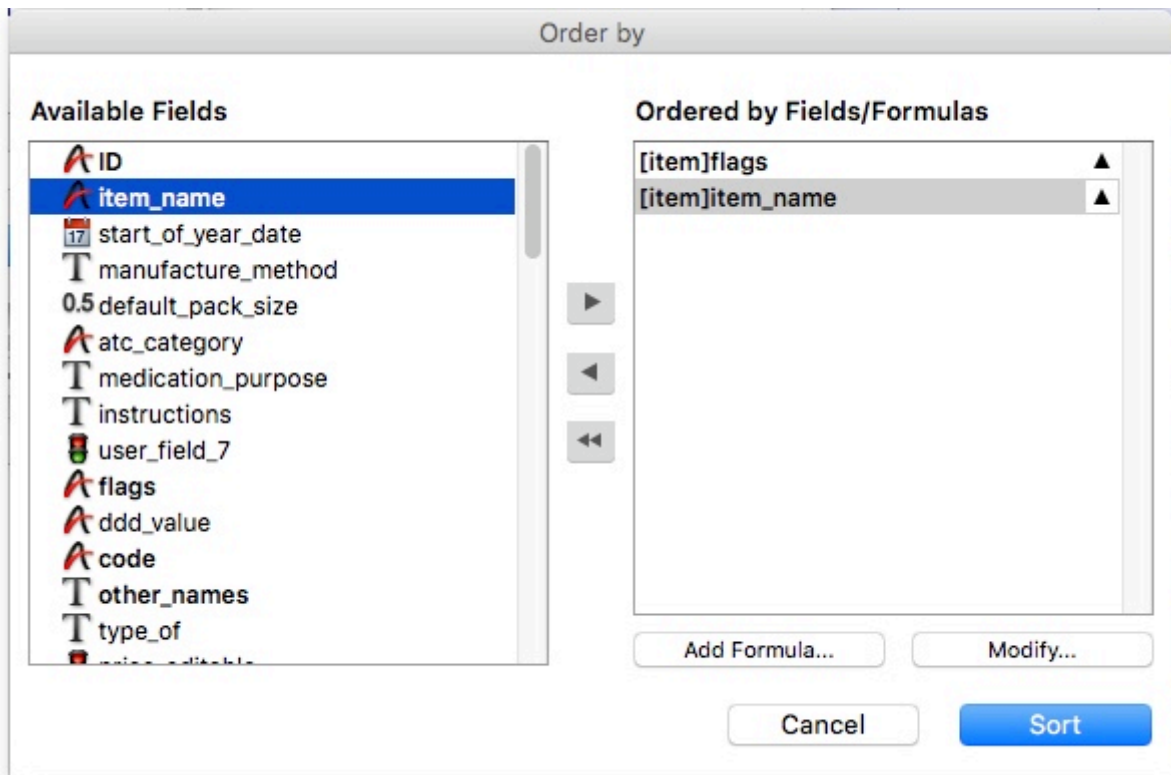 Order by
Available Fields
ID
item_name
17 start_of_year_date
T manufacture_method
0.5 default_pack_size
atc_category
T medication_purpose
T instructions
user_field_7
flags
ddd_value
code
T other_names
T type_of
Ordered by Fields/Formulas
[item]flags ▲
[item]item_name ▲
Add Formula... Modify...
Cancel Sort